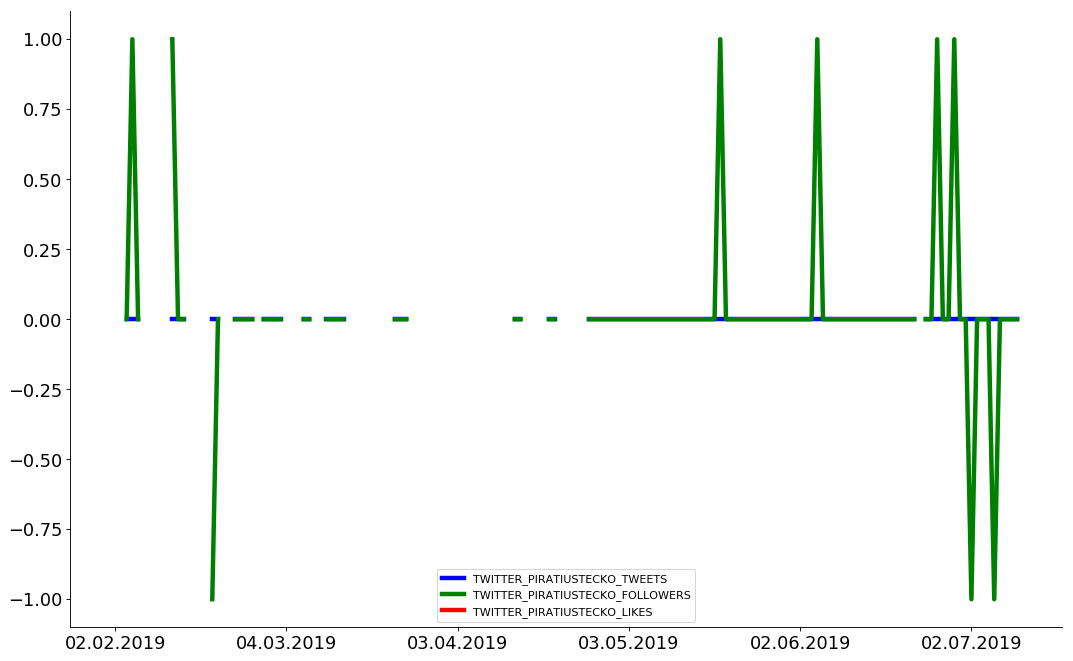 1.00
0.75
0.50
0.25
0.00
−0.25
−0.50
−0.75
−1.00
TWITTER_PIRATIUSTECKO_TWEETS
TWITTER_PIRATIUSTECKO_FOLLOWERS
TWITTER_PIRATIUSTECKO_LIKES
02.02.2019 04.03.2019 03.04.2019 03.05.2019 02.06.2019 02.07.2019